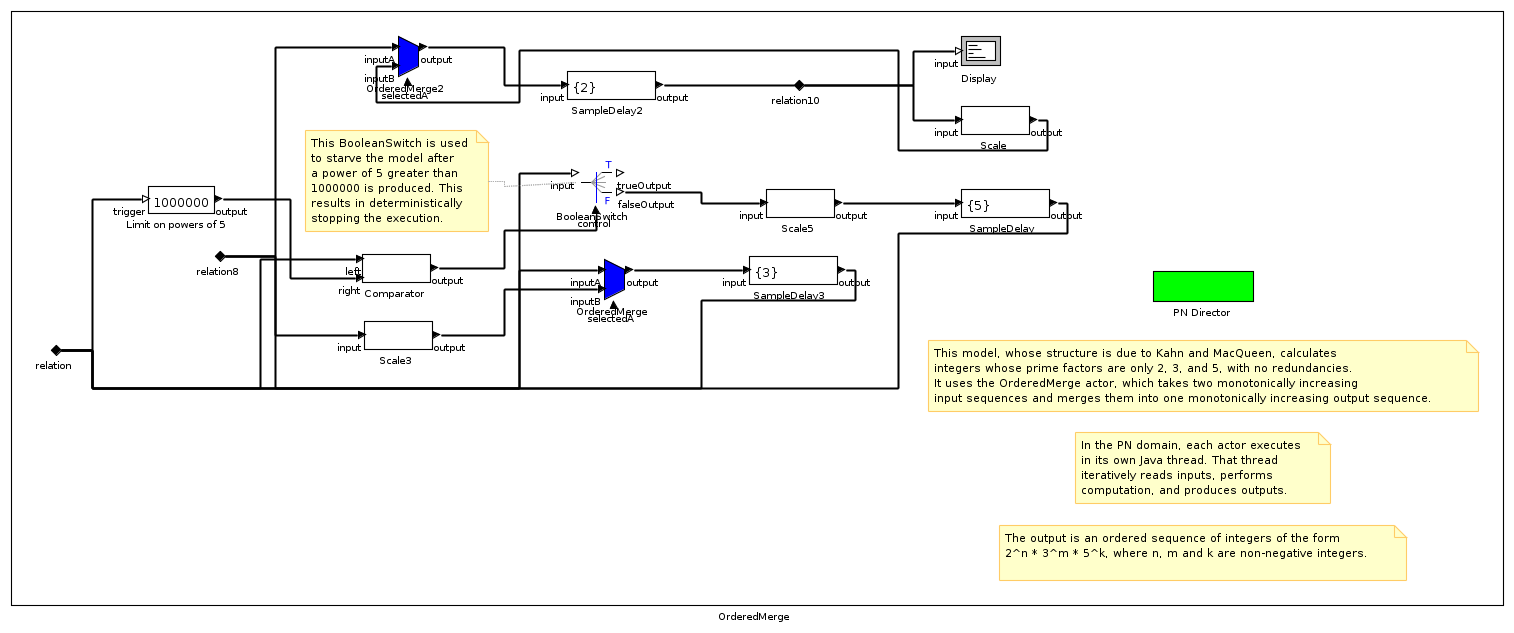 inputA
output
inputB
OrderedMerge2
selectedA
{2}
input
output
SampleDelay2
relation10
input
Display
input
output
Scale
This BooleanSwitch is used
to starve the model after
a power of 5 greater than
1000000 is produced. This
results in deterministically
stopping the execution.
T
input
trueOutput
F
falseOutput
BooleanSwitch
control
1000000
trigger
output
Limit on powers of 5
input
output
Scale5
{5}
input
output
SampleDelay
relation8
left
output
right
Comparator
inputA
output
inputB
OrderedMerge
selectedA
{3}
input
output
SampleDelay3
input
output
Scale3
relation
PN Director
This model, whose structure is due to Kahn and MacQueen, calculates
integers whose prime factors are only 2, 3, and 5, with no redundancies.
It uses the OrderedMerge actor, which takes two monotonically increasing
input sequences and merges them into one monotonically increasing output sequence.
In the PN domain, each actor executes
in its own Java thread. That thread
iteratively reads inputs, performs
computation, and produces outputs.
The output is an ordered sequence of integers of the form
2^n * 3^m * 5^k, where n, m and k are non-negative integers.
OrderedMerge